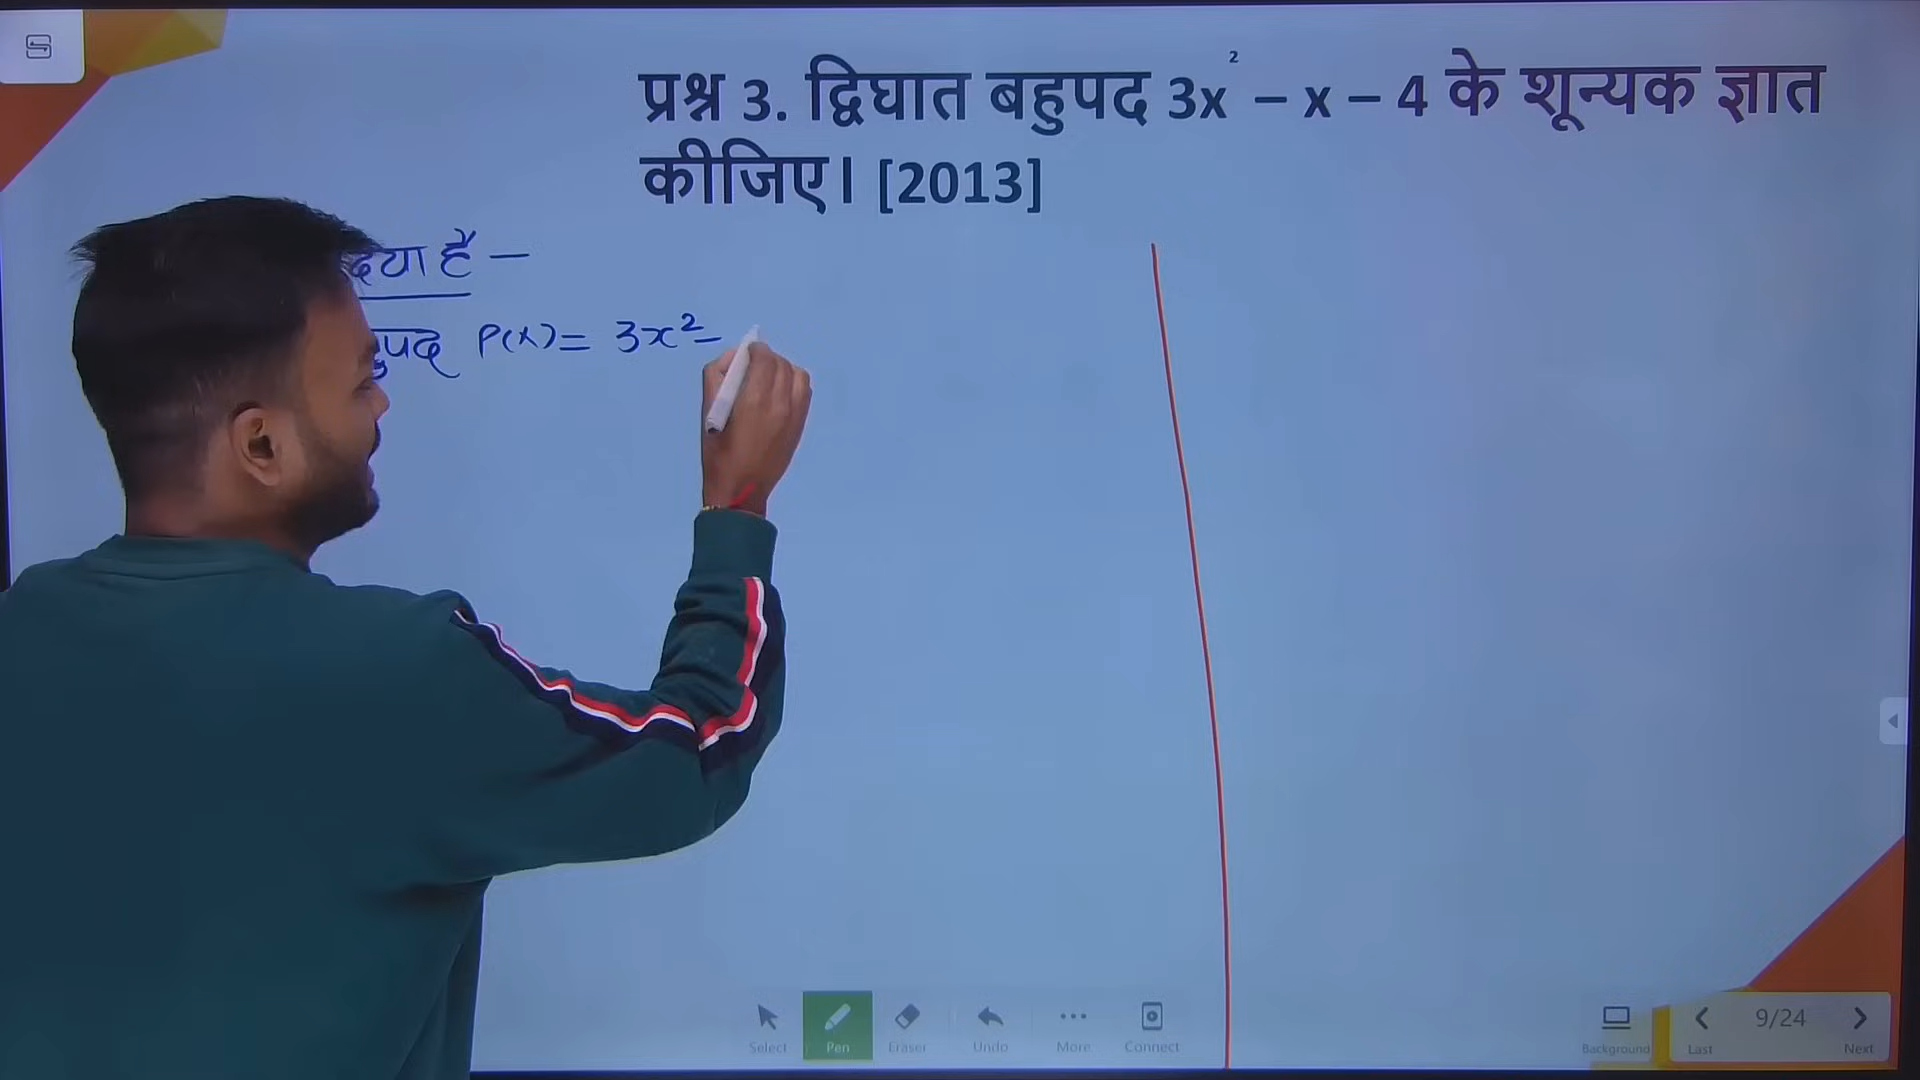 प्रश्न 3. द्विघात बहुपद 3x² – x – 4 के शून्यक ज्ञात
कीजिए। [2013]
है –
P(x) = 3x² –
Select
Pen
Eraser
Undo
More
Connect
Background
Last
9/24
Next